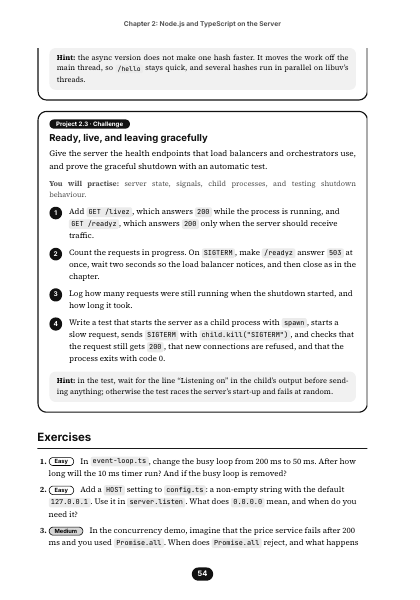 Chapter 2: Node.js and TypeScript on the Server
Hint: the async version does not make one hash faster. It moves the work off the
main thread, so /hello stays quick, and several hashes run in parallel on libuv's
threads.
Project 2.3 · Challenge
Ready, live, and leaving gracefully
Give the server the health endpoints that load balancers and orchestrators use,
and prove the graceful shutdown with an automatic test.
You will practise: server state, signals, child processes, and testing shutdown
behaviour.
1 Add GET /livez, which answers 200 while the process is running, and
GET /readyz, which answers 200 only when the server should receive
traffic.
2 Count the requests in progress. On SIGTERM, make /readyz answer 503 at
once, wait two seconds so the load balancer notices, and then close as in the
chapter.
3 Log how many requests were still running when the shutdown started, and
how long it took.
4 Write a test that starts the server as a child process with spawn, starts a
slow request, sends SIGTERM with child.kill("SIGTERM"), and checks that
the request still gets 200, that new connections are refused, and that the
process exits with code 0.
Hint: in the test, wait for the line "Listening on" in the child's output before send-
ing anything; otherwise the test races the server's start-up and fails at random.
Exercises
1. Easy In event-loop.ts, change the busy loop from 200 ms to 50 ms. After how
long will the 10 ms timer run? And if the busy loop is removed?
2. Easy Add a HOST setting to config.ts: a non-empty string with the default
127.0.0.1. Use it in server.listen. What does 0.0.0.0 mean, and when do you
need it?
3. Medium In the concurrency demo, imagine that the price service fails after 200
ms and you used Promise.all. When does Promise.all reject, and what happens
54